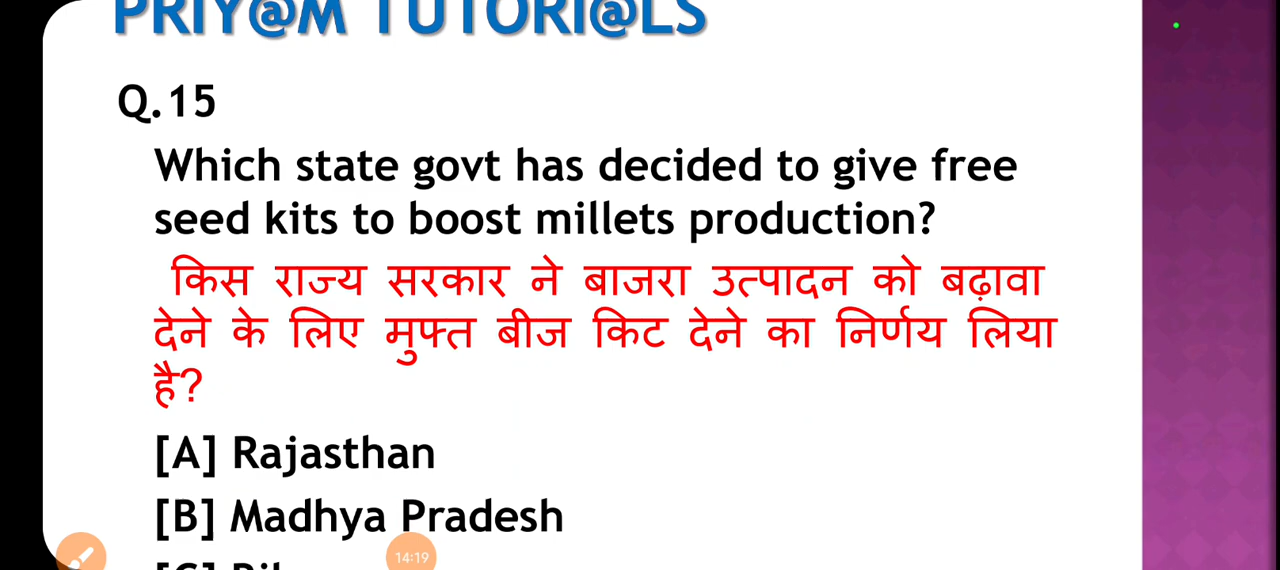 PRIY@M TUTORI@LS
Q.15
Which state govt has decided to give free
seed kits to boost millets production?
किस राज्य सरकार ने बाजरा उत्पादन को बढ़ावा
देने के लिए मुफ्त बीज किट देने का निर्णय लिया
है?
[A] Rajasthan
[B] Madhya Pradesh
14:19